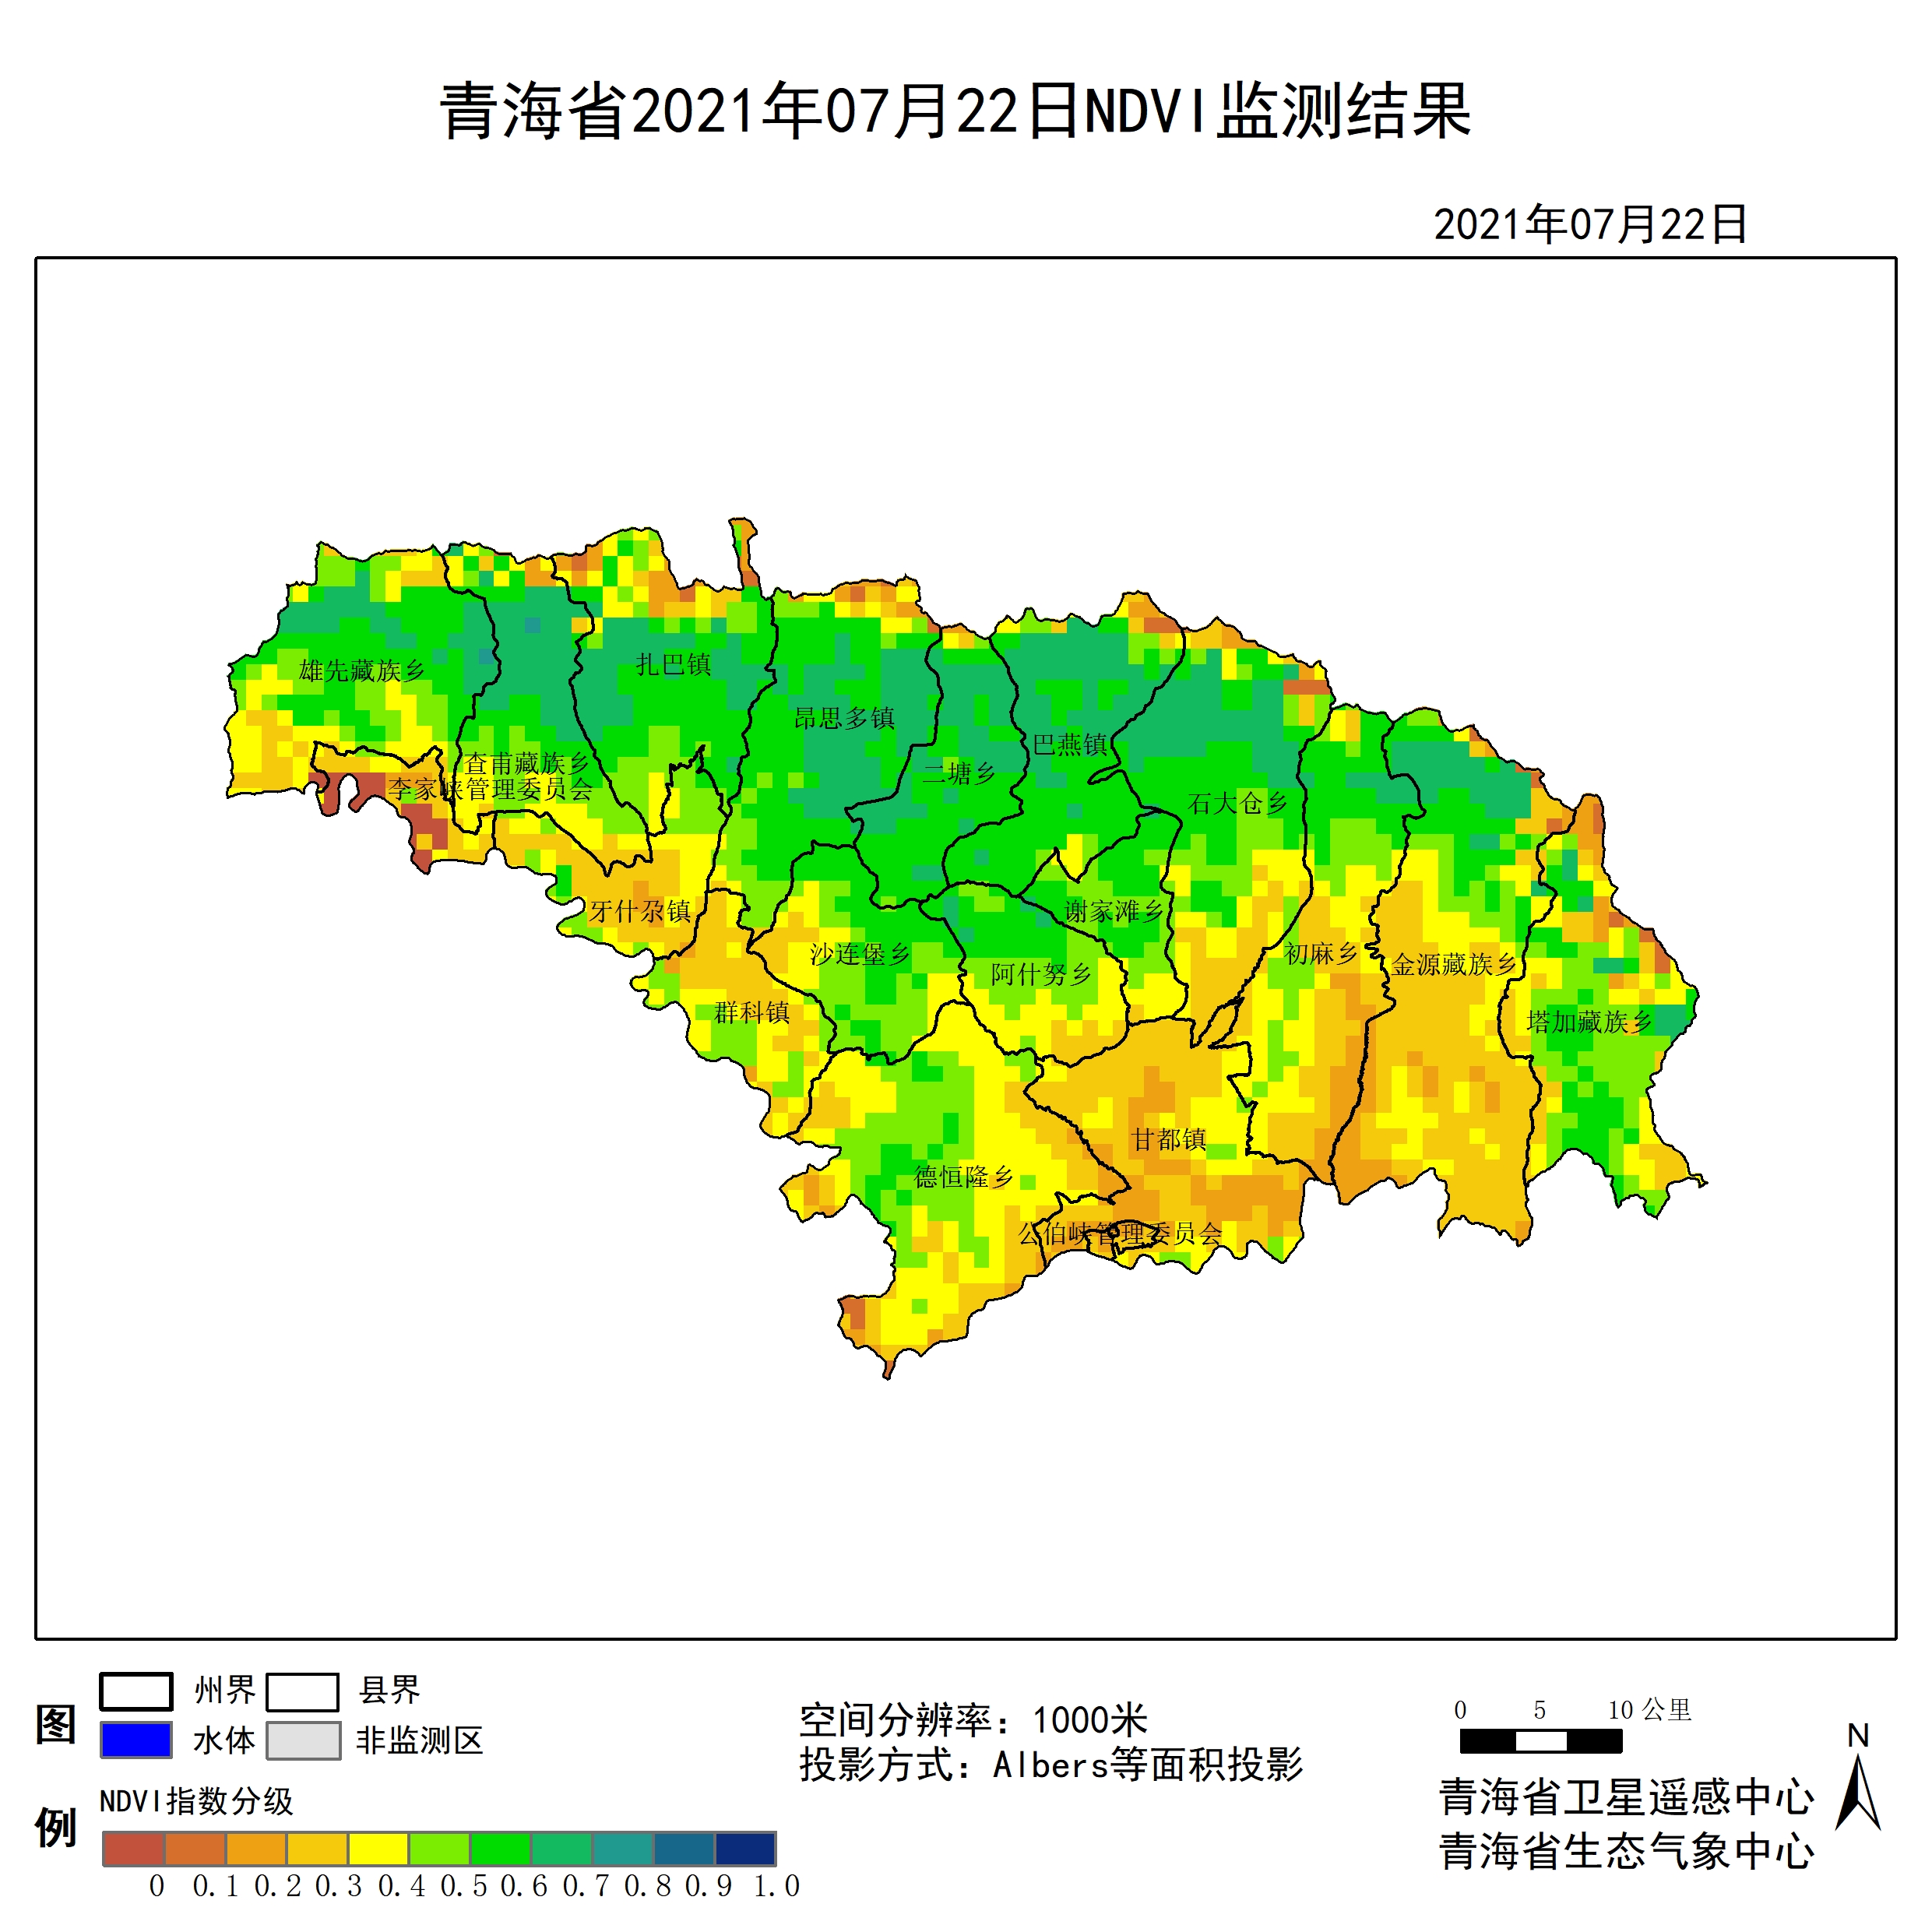 青海省2021年07月22日NDVI监测结果
2021年07月22日
雄先藏族乡
扎巴镇
昂思多镇
巴燕镇
查甫藏族乡
二塘乡
李家峡管理委员会
石大仓乡
牙什尕镇
谢家滩乡
沙连堡乡
初麻乡
金源藏族乡
阿什努乡
群科镇
塔加藏族乡
甘都镇
德恒隆乡
公伯峡管理委员会
图例
州界
县界
水体
非监测区
NDVI指数分级
0 0.1 0.2 0.3 0.4 0.5 0.6 0.7 0.8 0.9 1.0
空间分辨率：1000米
投影方式：Albers等面积投影
0 5 10 公里
N
青海省卫星遥感中心
青海省生态气象中心